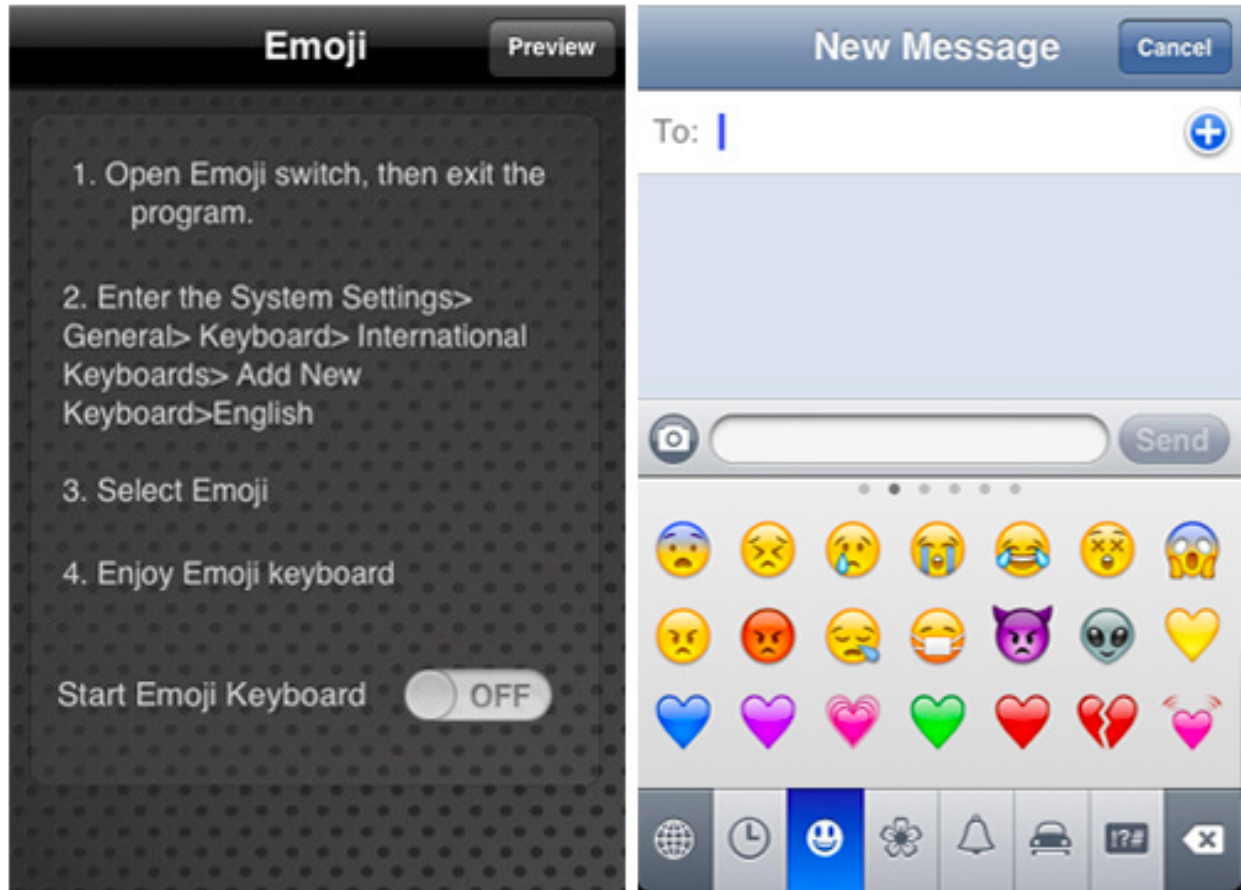 Emoji
Preview
1. Open Emoji switch, then exit the
program.
2. Enter the System Settings>
General> Keyboard> International
Keyboards> Add New
Keyboard>English
3. Select Emoji
4. Enjoy Emoji keyboard
Start Emoji Keyboard OFF
New Message
Cancel
To:
Send
!?#